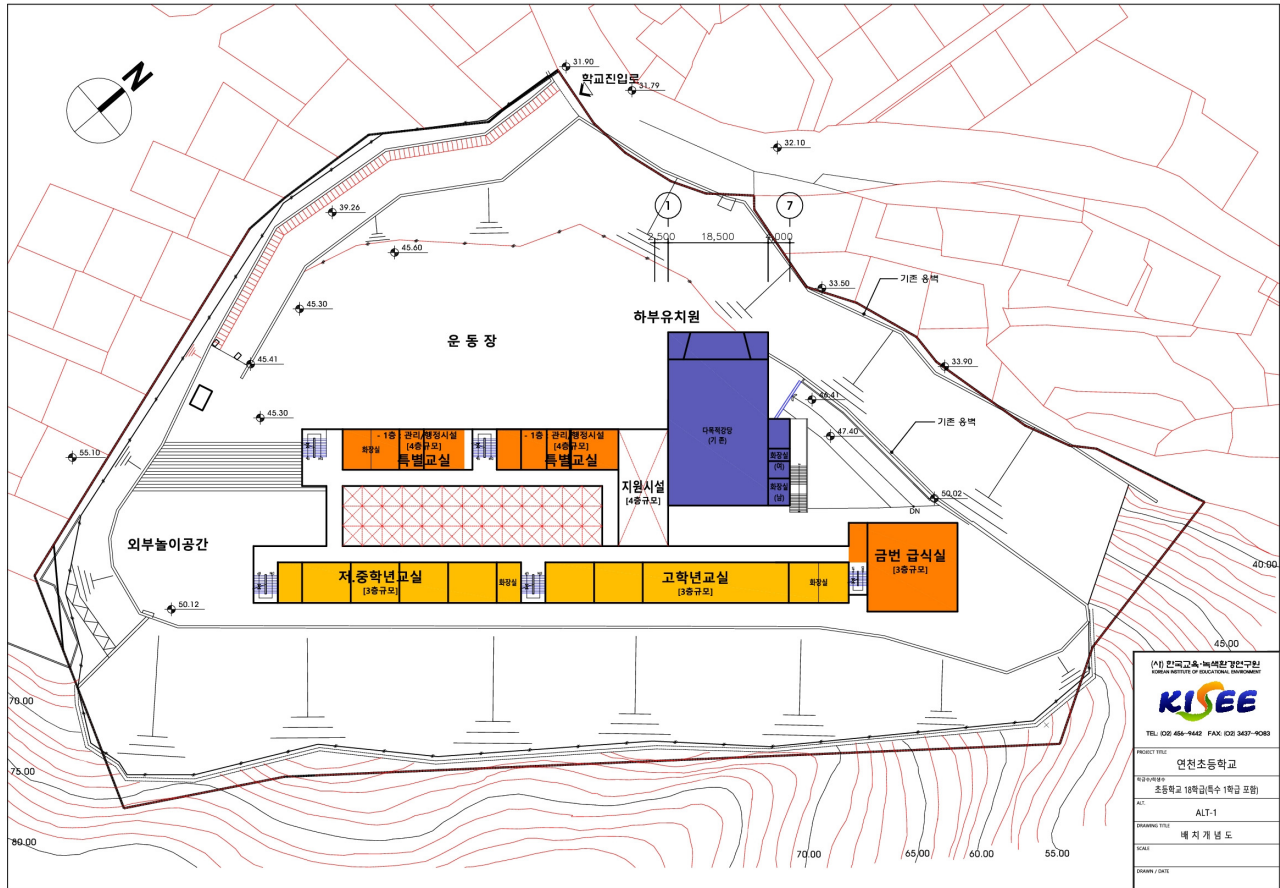 N
31.90
학교진입로
31.79
32.10
39.26
1
7
2,500
18,500
4,000
45.60
33.50
기존 옹벽
45.30
하부유치원
운 동 장
45.41
33.90
46.41
45.30
47.40
기존 옹벽
- 1층 : 관리/행정시설
[4층규모]
특별교실
화장실
- 1층 : 관리/행정시설
[4층규모]
특별교실
다목적강당
(기 존)
화장실
(여)
화장실
(남)
55.10
지원시설
[4층규모]
50.02
DN
외부놀이공간
금번 급식실
[3층규모]
저.중학년교실
[3층규모]
화장실
고학년교실
[3층규모]
화장실
40.00
50.12
45.00
70.00
75.00
80.00
70.00
65.00
60.00
55.00
(사) 한국교육·녹색환경연구원
KOREAN INSTITUTE OF EDUCATIONAL ENVIRONMENT
KISEE
TEL: (02) 456-9442 FAX: (02) 3437-9083
PROJECT TITLE
연천초등학교
학급수/학생수
초등학교 18학급(특수 1학급 포함)
ALT.
ALT-1
DRAWING TITLE
배 치 개 념 도
SCALE
DRAWN / DATE